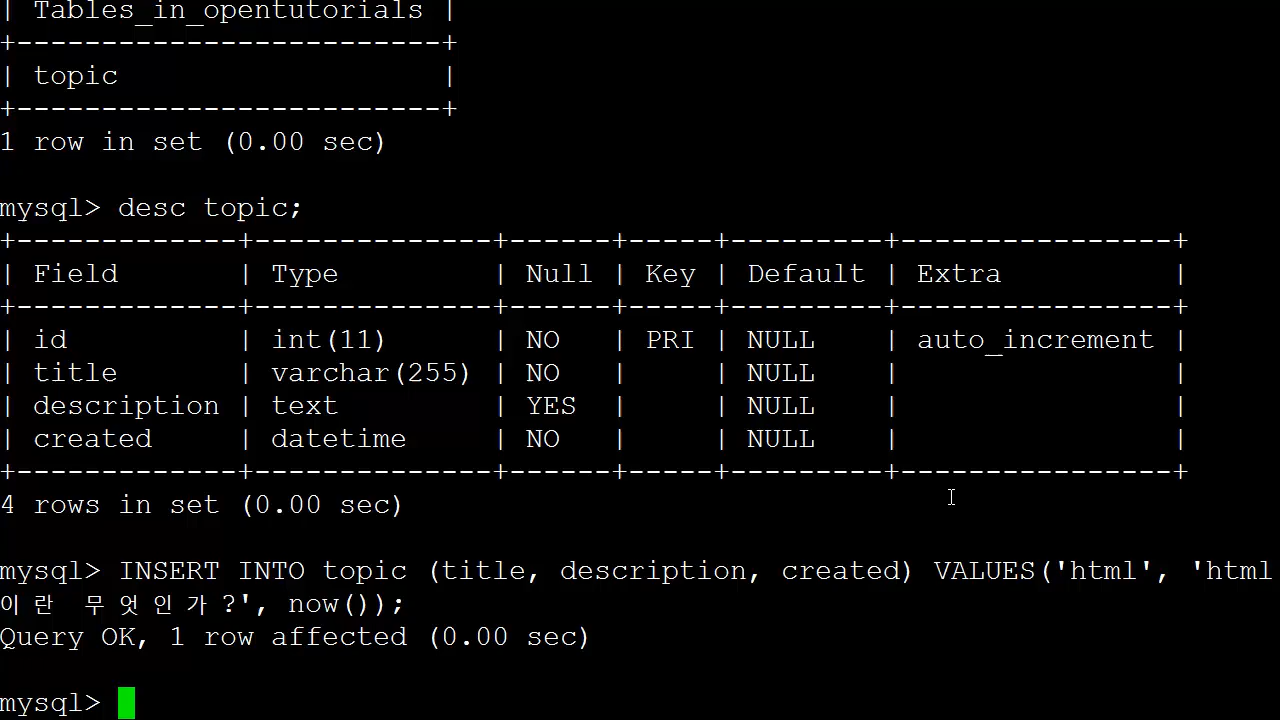 | Tables_in_opentutorials |
+-------------------------+
| topic                   |
+-------------------------+
1 row in set (0.00 sec)

mysql> desc topic;
+-------------+--------------+------+-----+---------+----------------+
| Field       | Type         | Null | Key | Default | Extra          |
+-------------+--------------+------+-----+---------+----------------+
| id          | int(11)      | NO   | PRI | NULL    | auto_increment |
| title       | varchar(255) | NO   |     | NULL    |                |
| description | text         | YES  |     | NULL    |                |
| created     | datetime     | NO   |     | NULL    |                |
+-------------+--------------+------+-----+---------+----------------+
4 rows in set (0.00 sec)

mysql> INSERT INTO topic (title, description, created) VALUES('html', 'html
이란 무엇인가?', now());
Query OK, 1 row affected (0.00 sec)

mysql>